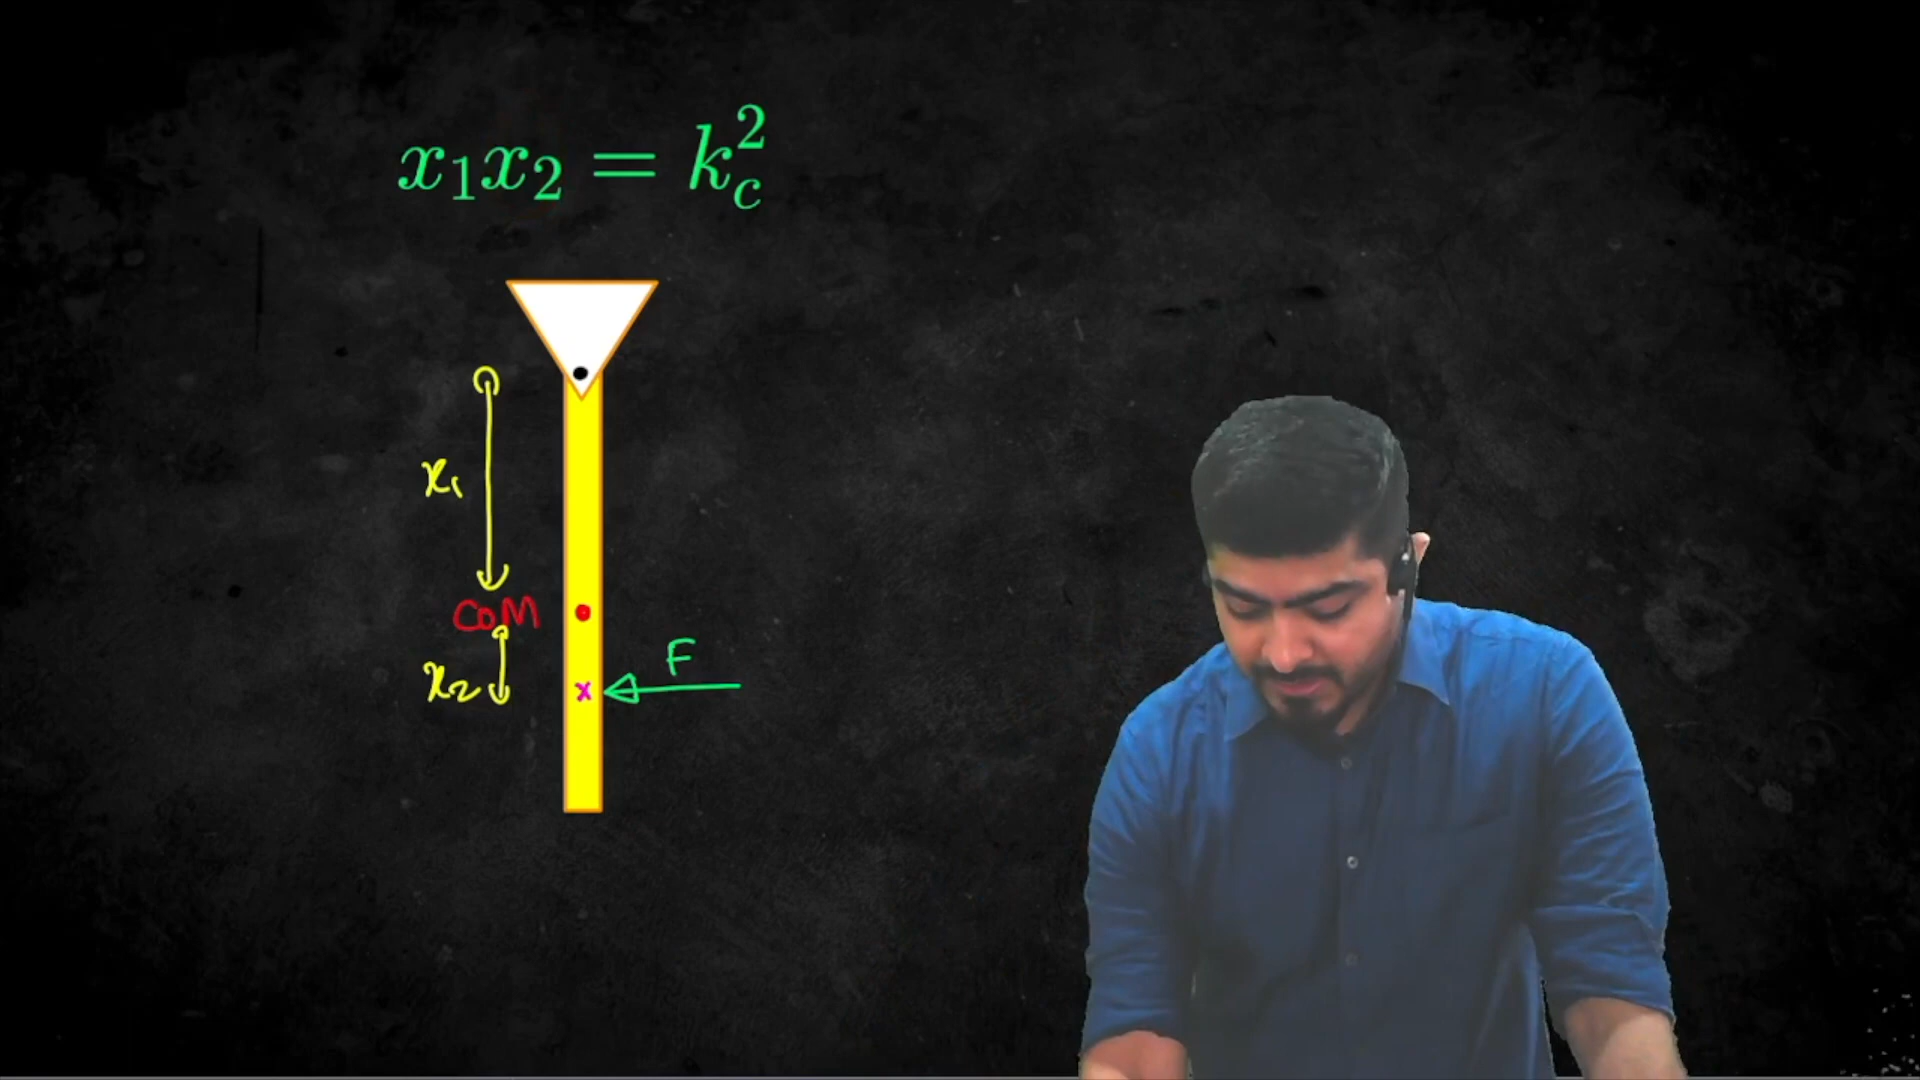 x₁x₂ = k_c²
x₁
COM
F
x₂
x